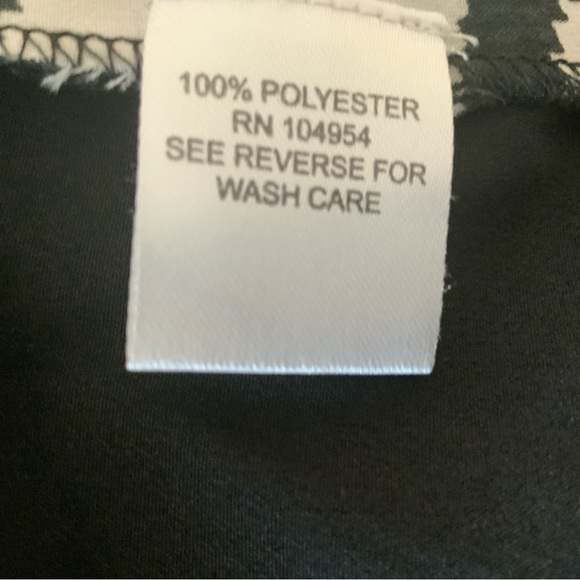 100% POLYESTER
RN 104954
SEE REVERSE FOR
WASH CARE